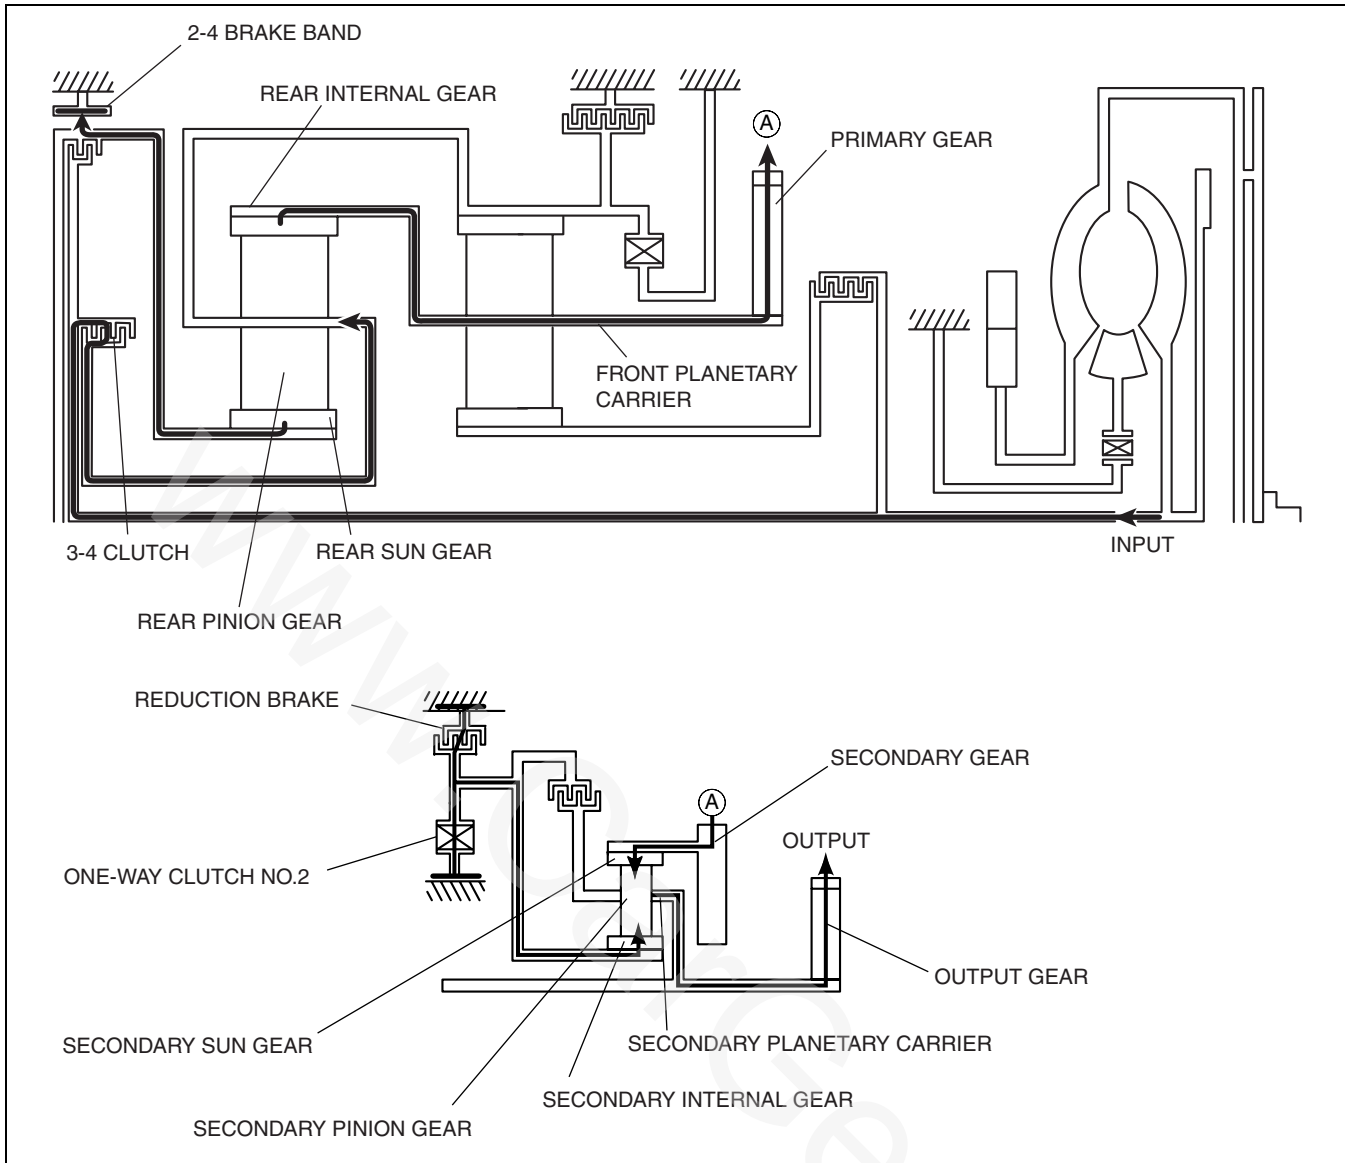 2-4 BRAKE BAND
REAR INTERNAL GEAR
A
PRIMARY GEAR
FRONT PLANETARY
CARRIER
3-4 CLUTCH
REAR SUN GEAR
INPUT
REAR PINION GEAR
REDUCTION BRAKE
SECONDARY GEAR
A
OUTPUT
ONE-WAY CLUTCH NO.2
OUTPUT GEAR
SECONDARY SUN GEAR
SECONDARY PLANETARY CARRIER
SECONDARY INTERNAL GEAR
SECONDARY PINION GEAR